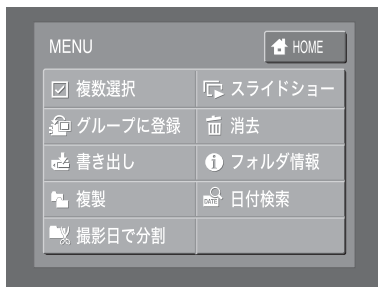 MENU
HOME
複数選択
スライドショー
グループに登録
消去
書き出し
フォルダ情報
複製
DATE 日付検索
撮影日で分割